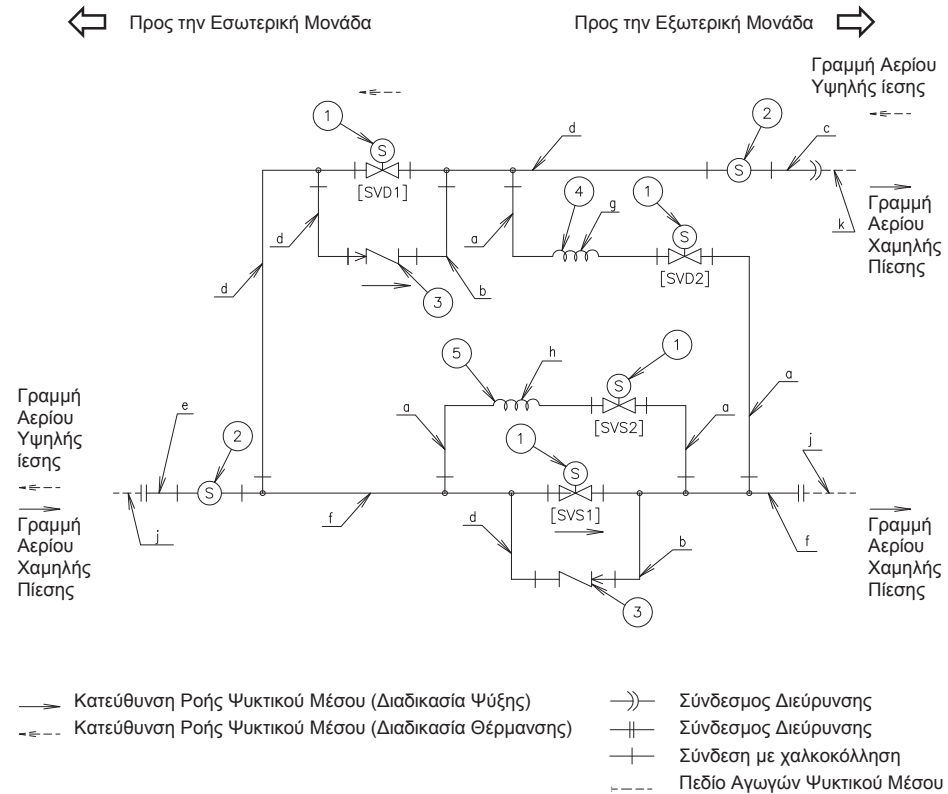 Προς την Εσωτερική Μονάδα
Προς την Εξωτερική Μονάδα
Γραμμή Αερίου
Υψηλής ίεσης
1
2
d
c
S
S
[SVD1]
k
Γραμμή
Αερίου
Χαμηλής
Πίεσης
d
a
4
g
1
S
[SVD2]
d
b
3
5
h
1
S
[SVS2]
a
a
a
Γραμμή
Αερίου
Υψηλής
ίεσης
e
2
S
1
S
[SVS1]
j
j
f
f
d
b
3
Γραμμή
Αερίου
Χαμηλής
Πίεσης
Γραμμή
Αερίου
Χαμηλής
Πίεσης
Κατεύθυνση Ροής Ψυκτικού Μέσου (Διαδικασία Ψύξης)
Κατεύθυνση Ροής Ψυκτικού Μέσου (Διαδικασία Θέρμανσης)
Σύνδεσμος Διεύρυνσης
Σύνδεσμος Διεύρυνσης
Σύνδεση με χαλκοκόλληση
Πεδίο Αγωγών Ψυκτικού Μέσου